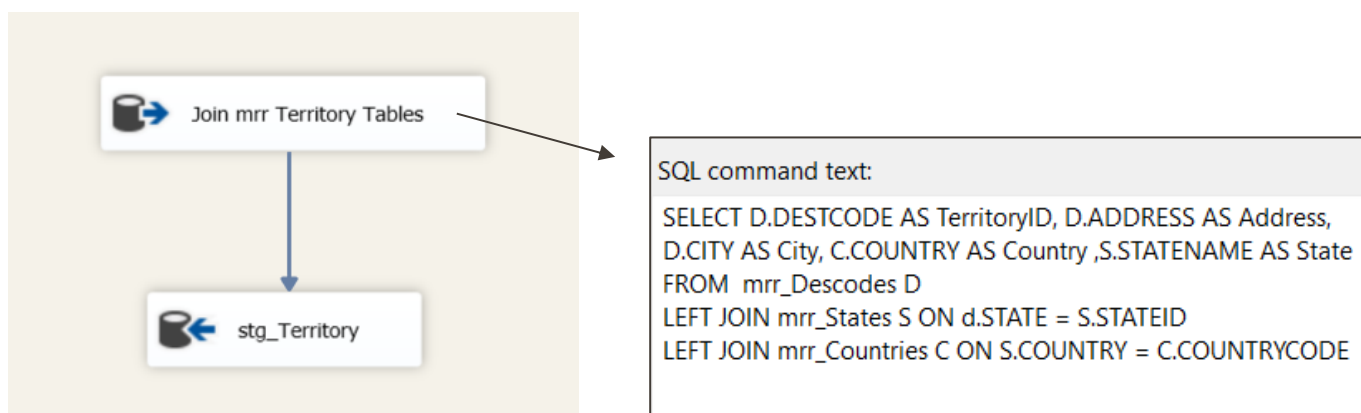 Join mrr Territory Tables
stg_Territory
SQL command text:
SELECT D.DESTCODE AS TerritoryID, D.ADDRESS AS Address,
D.CITY AS City, C.COUNTRY AS Country ,S.STATENAME AS State
FROM  mrr_Descodes D
LEFT JOIN mrr_States S ON d.STATE = S.STATEID
LEFT JOIN mrr_Countries C ON S.COUNTRY = C.COUNTRYCODE